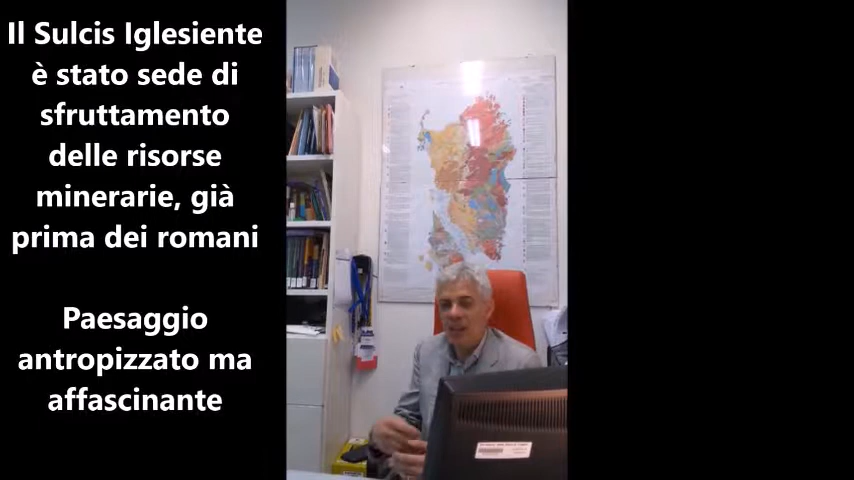 Il Sulcis Iglesiente
è stato sede di
sfruttamento
delle risorse
minerarie, già
prima dei romani
Paesaggio
antropizzato ma
affascinante